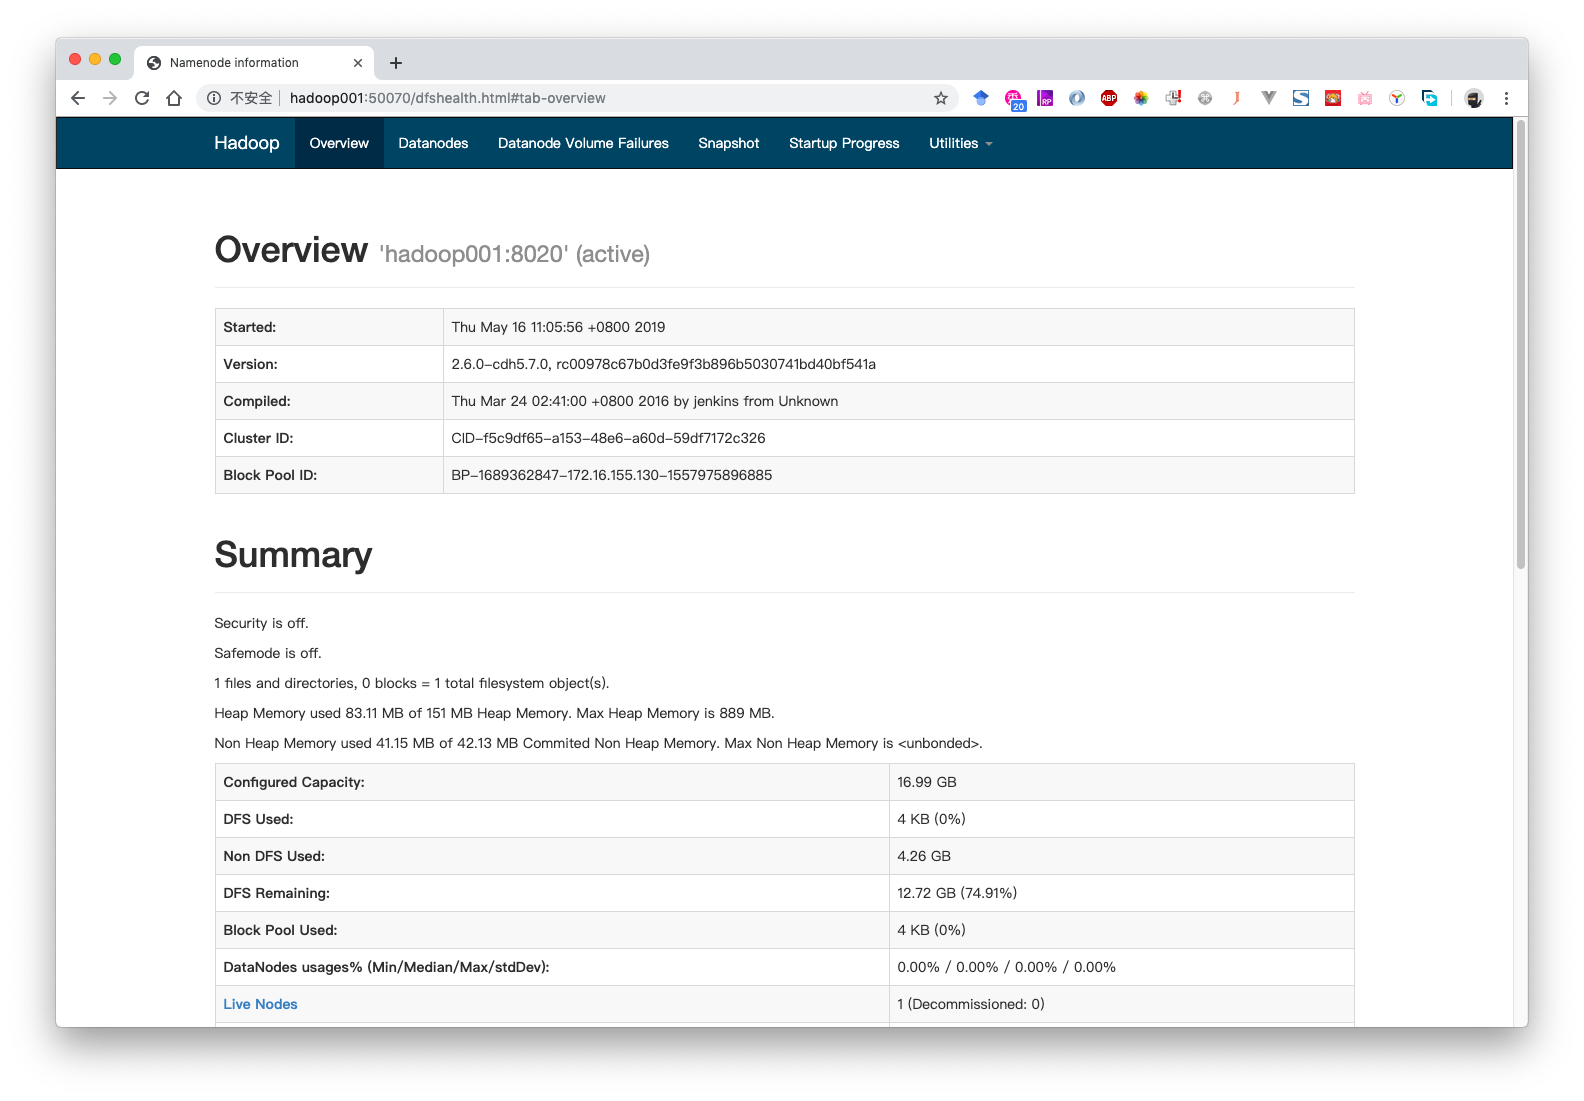 Namenode information
不安全 hadoop001:50070/dfshealth.html#tab-overview
20
RP
ABP
Hadoop Overview Datanodes Datanode Volume Failures Snapshot Startup Progress Utilities
Overview 'hadoop001:8020' (active)
Started: Thu May 16 11:05:56 +0800 2019
Version: 2.6.0-cdh5.7.0, rc00978c67b0d3fe9f3b896b5030741bd40bf541a
Compiled: Thu Mar 24 02:41:00 +0800 2016 by jenkins from Unknown
Cluster ID: CID-f5c9df65-a153-48e6-a60d-59df7172c326
Block Pool ID: BP-1689362847-172.16.155.130-1557975896885
Summary
Security is off.
Safemode is off.
1 files and directories, 0 blocks = 1 total filesystem object(s).
Heap Memory used 83.11 MB of 151 MB Heap Memory. Max Heap Memory is 889 MB.
Non Heap Memory used 41.15 MB of 42.13 MB Commited Non Heap Memory. Max Non Heap Memory is <unbonded>.
Configured Capacity: 16.99 GB
DFS Used: 4 KB (0%)
Non DFS Used: 4.26 GB
DFS Remaining: 12.72 GB (74.91%)
Block Pool Used: 4 KB (0%)
DataNodes usages% (Min/Median/Max/stdDev): 0.00% / 0.00% / 0.00% / 0.00%
Live Nodes 1 (Decommissioned: 0)